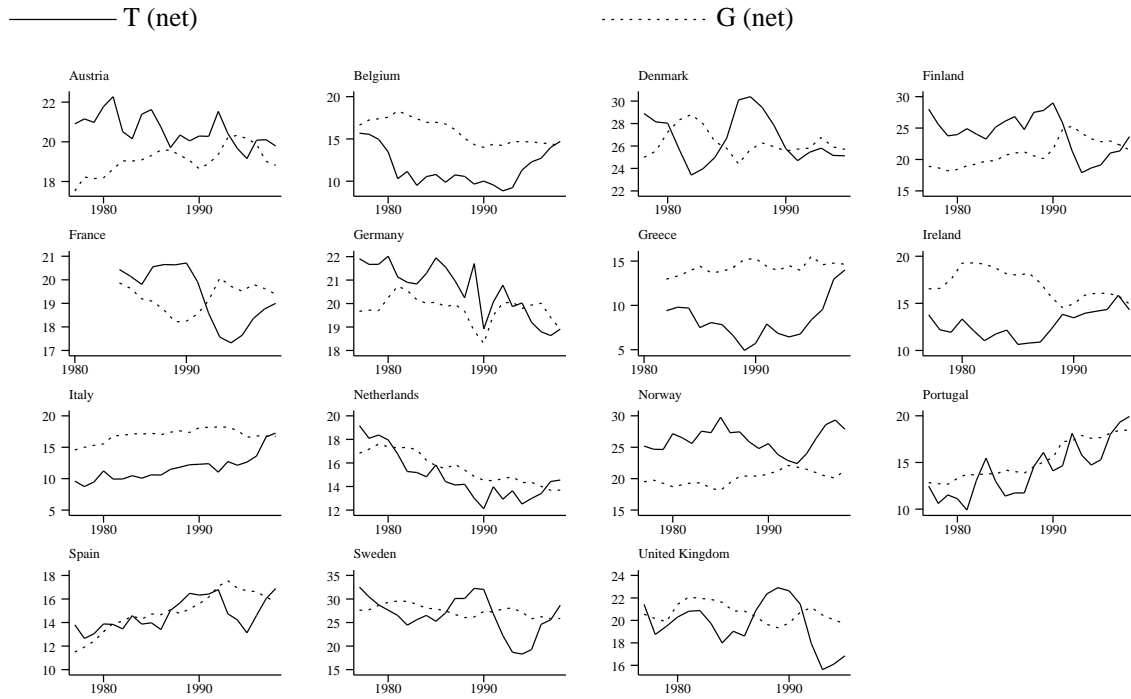 T (net) G (net)
Austria Belgium Denmark Finland
22 20 30 30
28 25
20 15 26 20
24
18 10 22 15
1980 1990 1980 1990 1980 1990 1980 1990
France Germany Greece Ireland
21 22 15 20
20 21
19 20 10 15
18 19
17 18 5 10
1980 1990 1980 1990 1980 1990 1980 1990
Italy Netherlands Norway Portugal
20 20 30 20
18
15 16 25 15
10 14 20
5 12 15 10
1980 1990 1980 1990 1980 1990 1980 1990
Spain Sweden United Kingdom
18 35 24
16 30 22
14 25 20
12 20 18
10 15 16
1980 1990 1980 1990 1980 1990